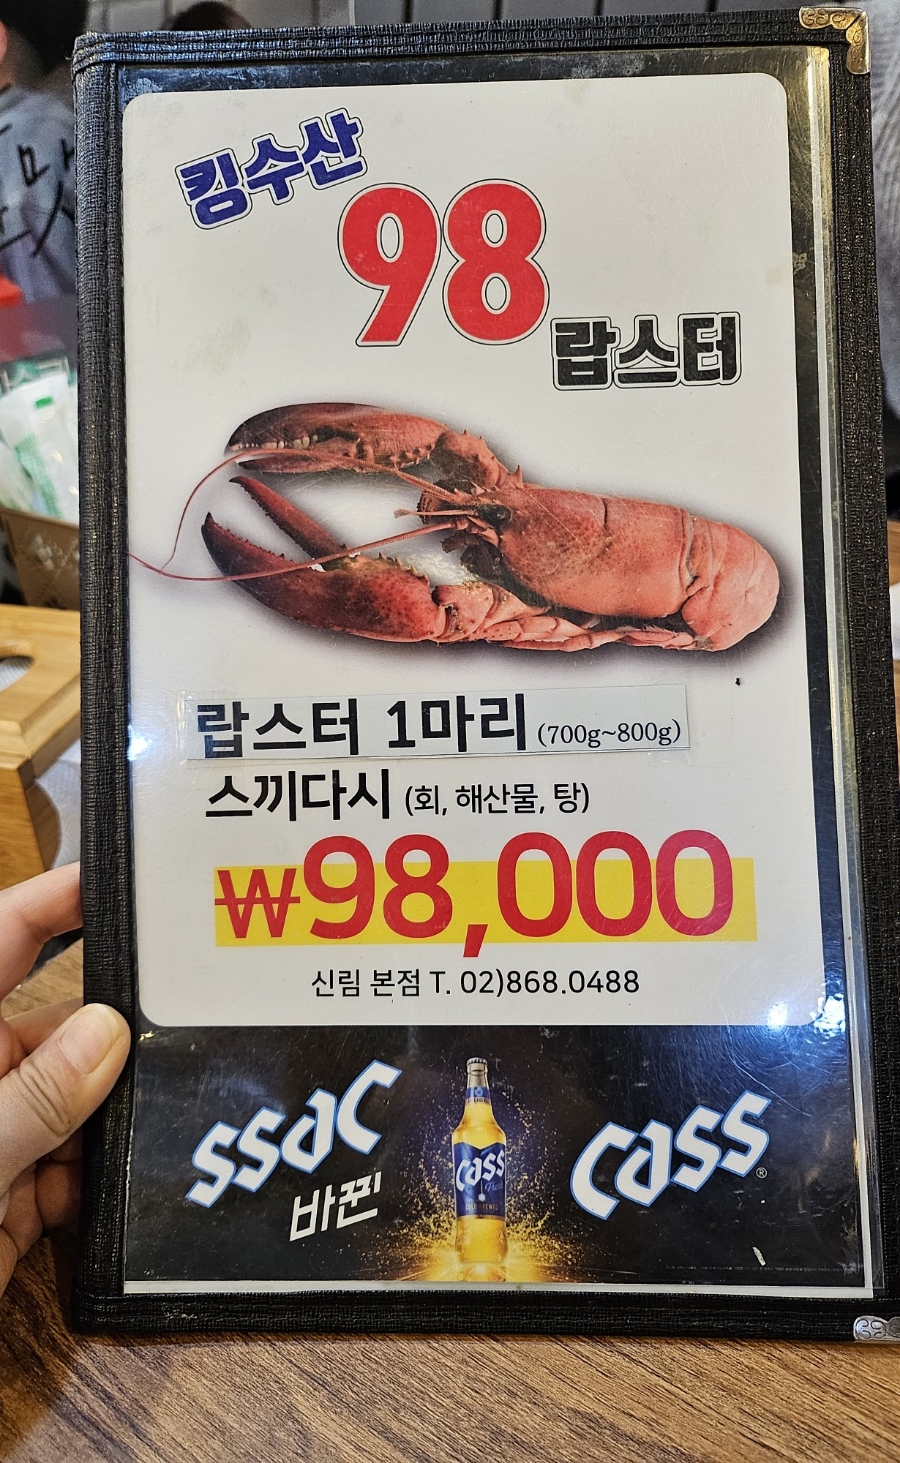 킹수산
98
랍스터
랍스터 1마리 (700g~800g)
스끼다시 (회, 해산물, 탕)
₩98,000
신림 본점 T. 02)868.0488
ssac
바뀐
Cass
Cass®